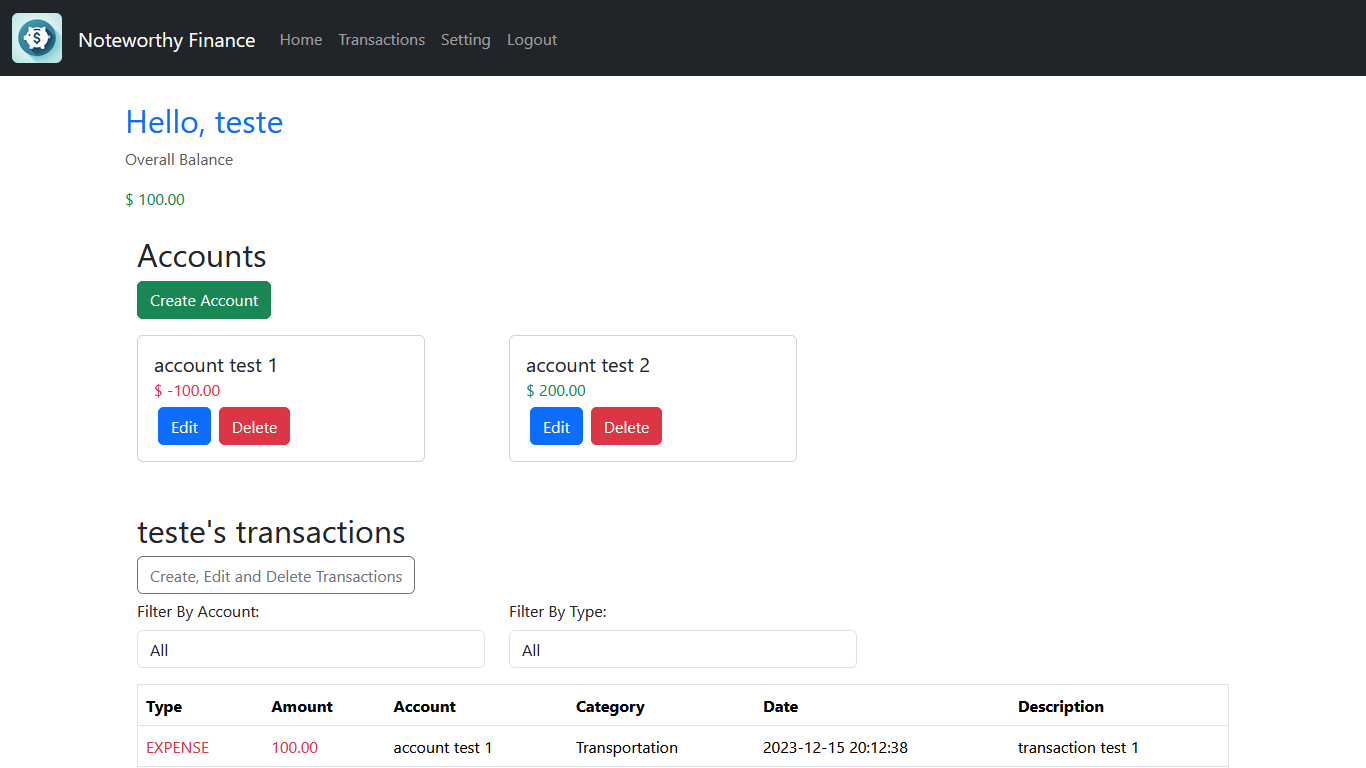 Noteworthy Finance Home Transactions Setting Logout
Hello, teste
Overall Balance
$ 100.00
Accounts
Create Account
account test 1
$ -100.00
Edit Delete
account test 2
$ 200.00
Edit Delete
teste's transactions
Create, Edit and Delete Transactions
Filter By Account: Filter By Type:
All All
Type Amount Account Category Date Description
EXPENSE 100.00 account test 1 Transportation 2023-12-15 20:12:38 transaction test 1